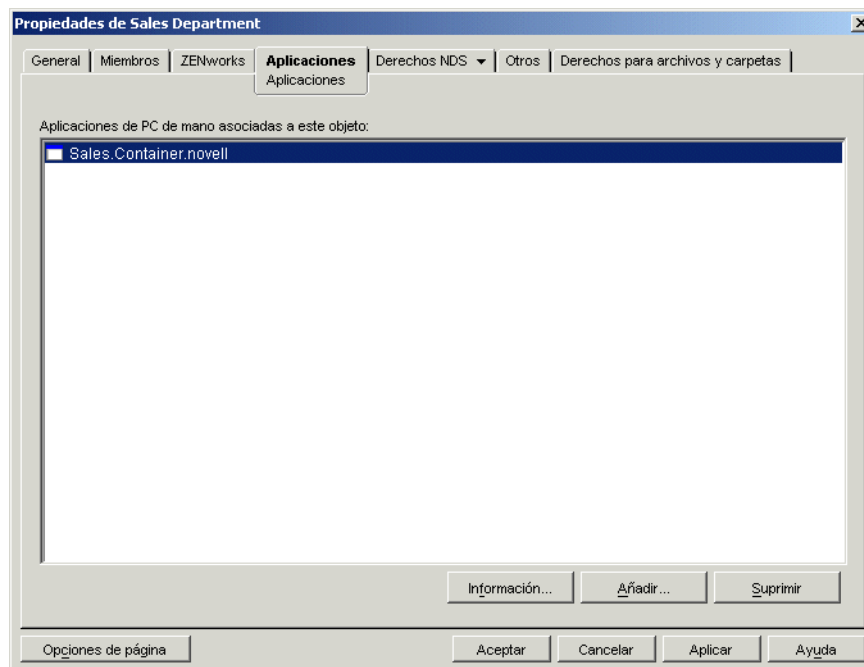 Propiedades de Sales Department
General Miembros ZENworks Aplicaciones Derechos NDS Otros Derechos para archivos y carpetas
Aplicaciones
Aplicaciones de PC de mano asociadas a este objeto:
Sales.Container.novell
Información... Añadir... Suprimir
Opciones de página Aceptar Cancelar Aplicar Ayuda